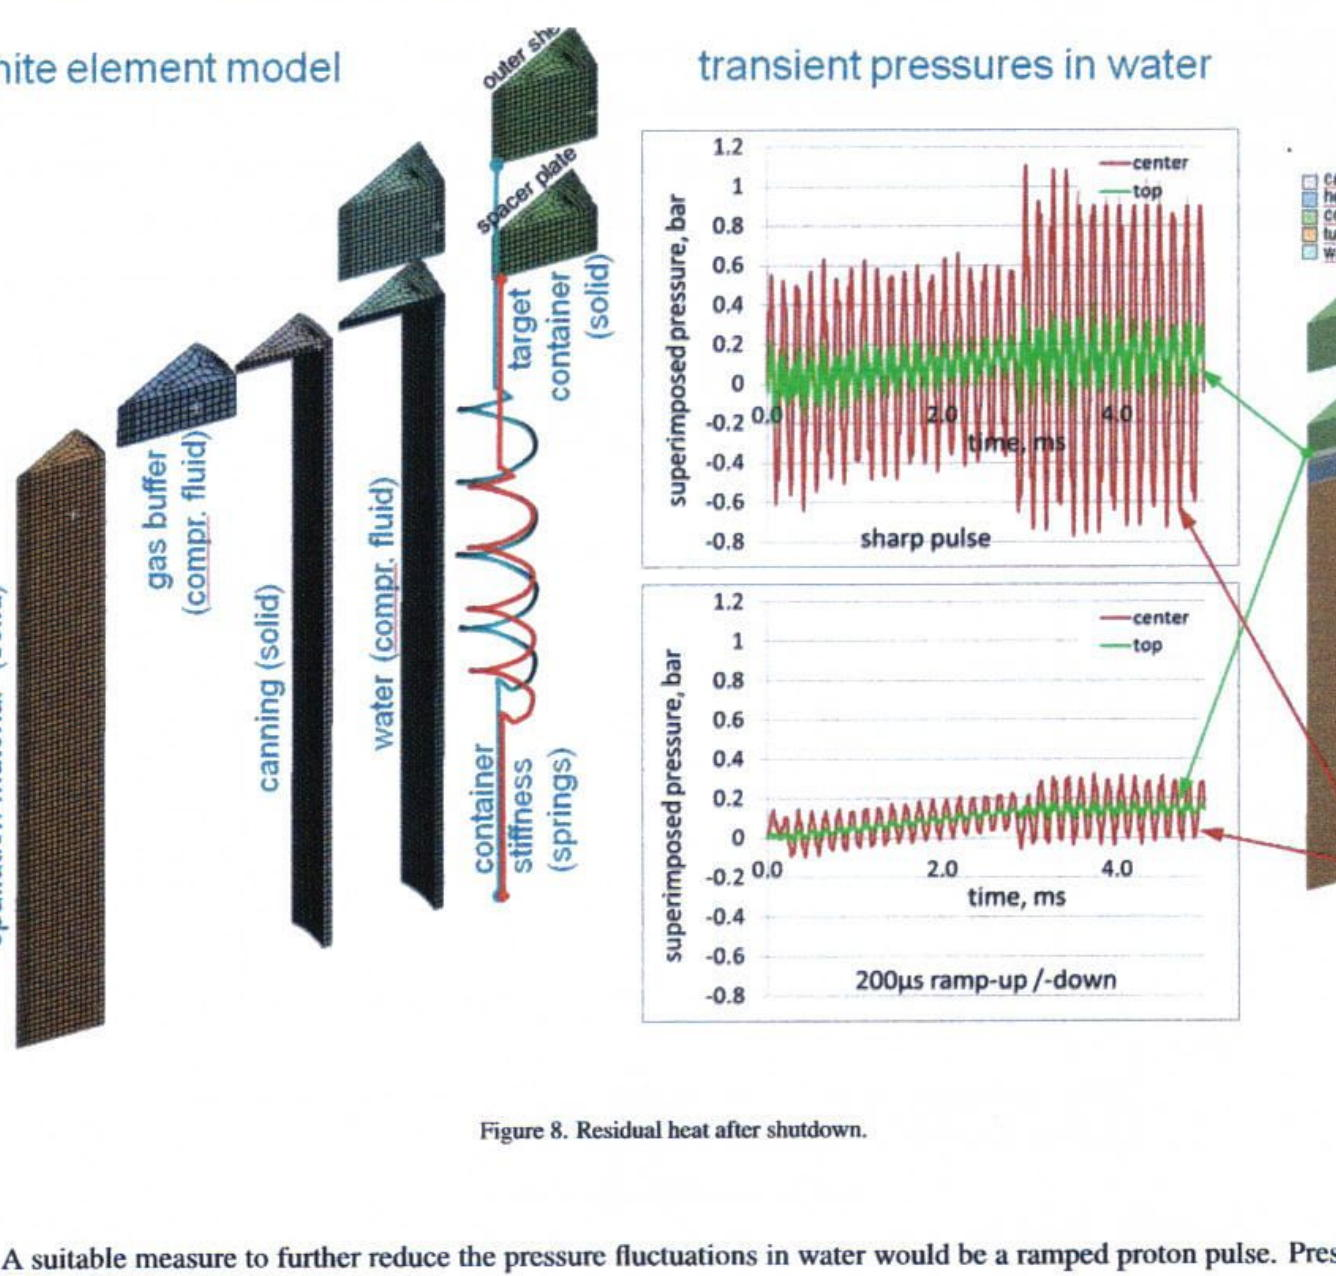 nite element model
outer she
spacer plate
target
container
(solid)
gas buffer
(compr. fluid)
canning (solid)
water (compr. fluid)
container
stiffness
(springs)
transient pressures in water
superimposed pressure, bar
1.2
1
0.8
0.6
0.4
0.2
0
-0.2
-0.4
-0.6
-0.8
center
top
0.0
2.0
4.0
time, ms
sharp pulse
superimposed pressure, bar
1.2
1
0.8
0.6
0.4
0.2
0
-0.2
-0.4
-0.6
-0.8
center
top
0.0
2.0
4.0
time, ms
200µs ramp-up /-down
Figure 8. Residual heat after shutdown.
A suitable measure to further reduce the pressure fluctuations in water would be a ramped proton pulse. Pres